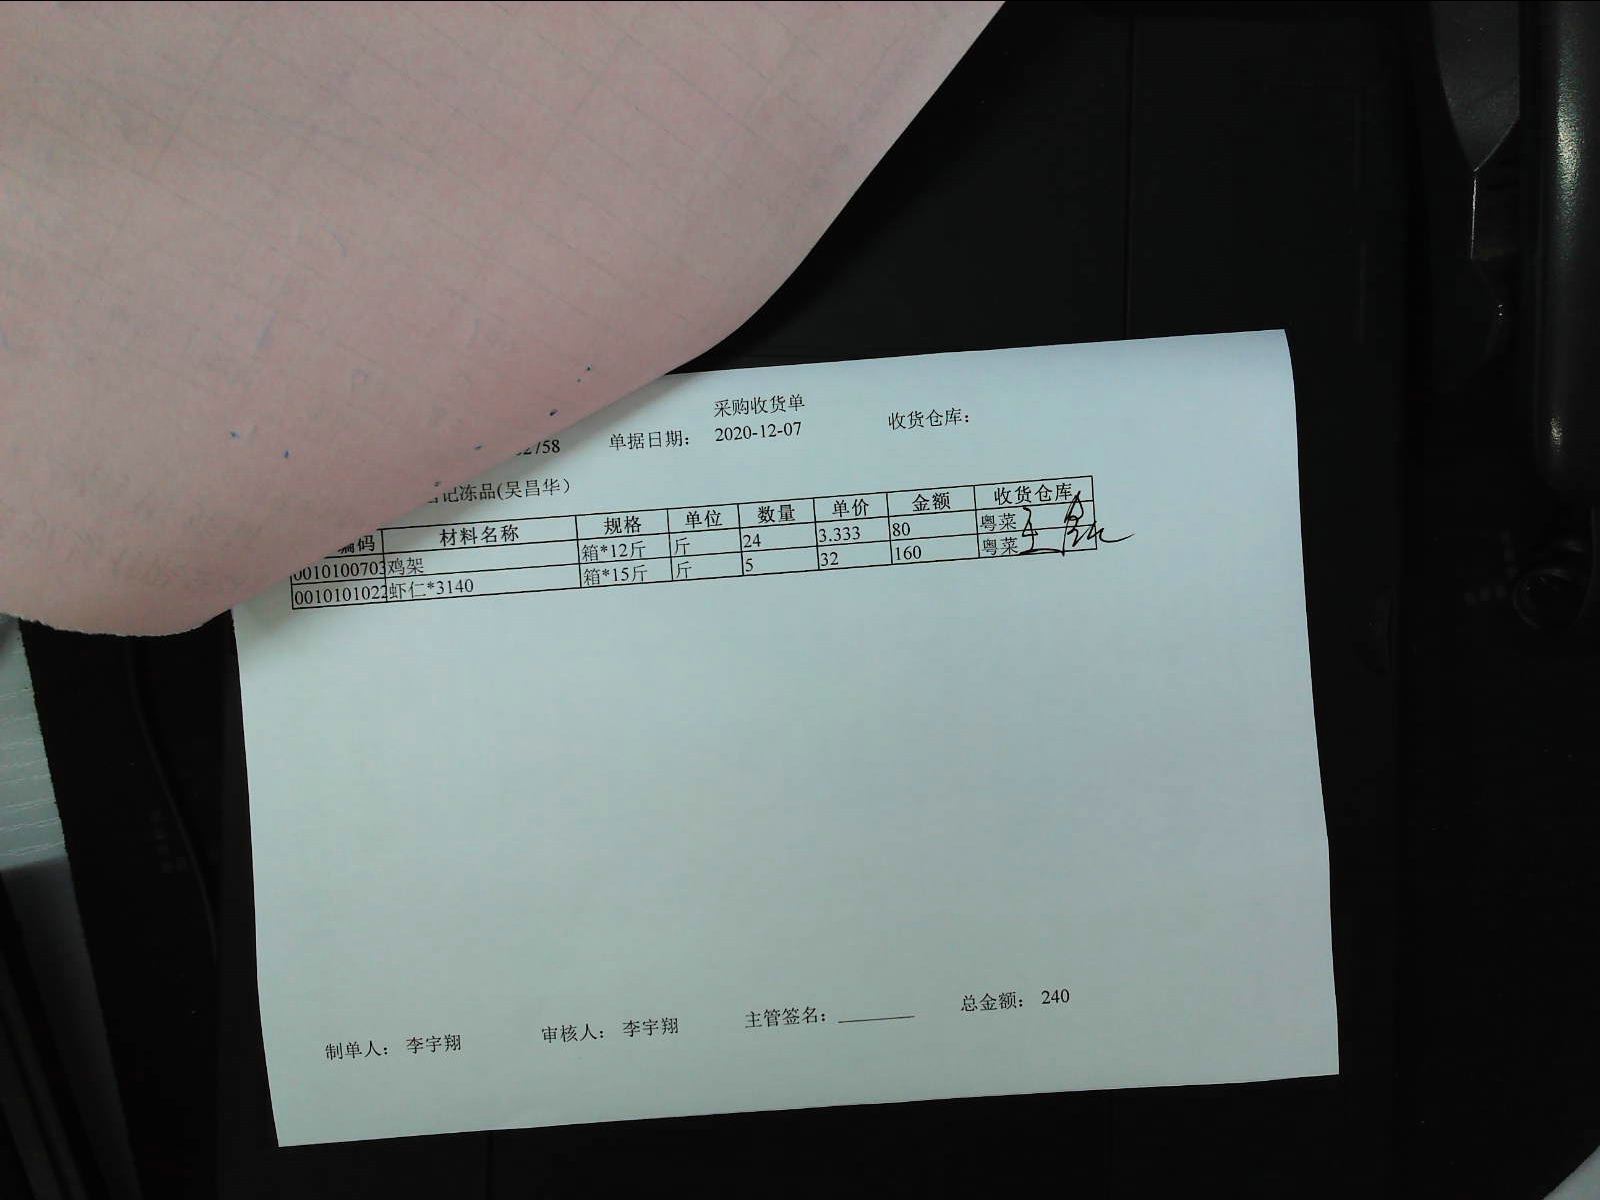 采购收货单
2758 单据日期: 2020-12-07 收货仓库:
记冻品(吴昌华)
编码 材料名称 规格 单位 数量 单价 金额 收货仓库
0010100703 鸡架 箱*12斤 斤 24 3.333 80 粤菜
0010101022 虾仁*3140 箱*15斤 斤 5 32 160 粤菜
制单人: 李宇翔 审核人: 李宇翔 主管签名: 总金额: 240